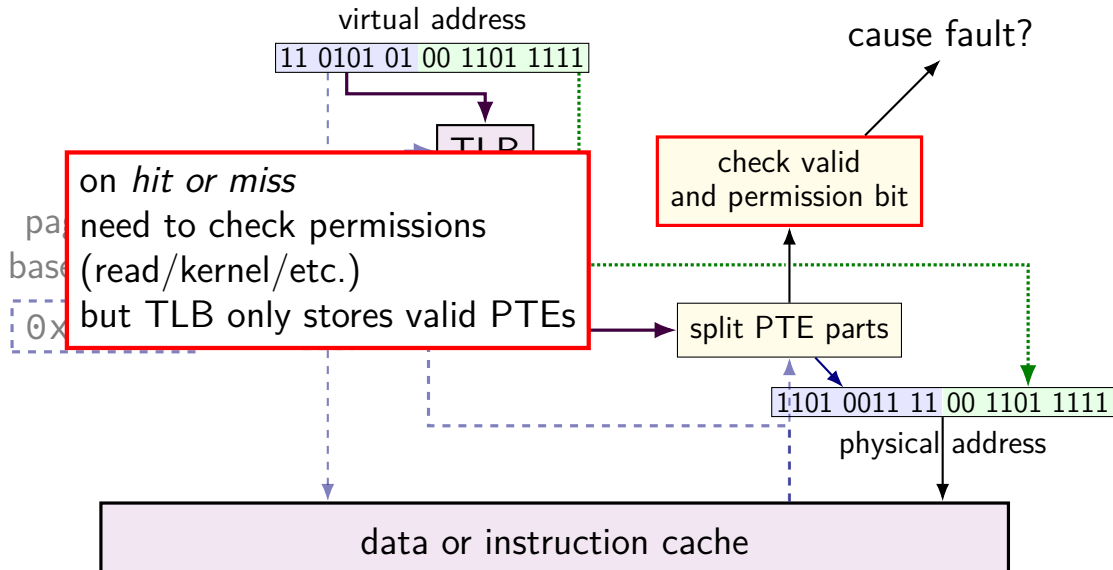 virtual address
11 0101 01 00 1101 1111
cause fault?
TLB
check valid
and permission bit
on hit or miss
need to check permissions
(read/kernel/etc.)
but TLB only stores valid PTEs
base
0x
split PTE parts
1101 0011 11 00 1101 1111
physical address
data or instruction cache